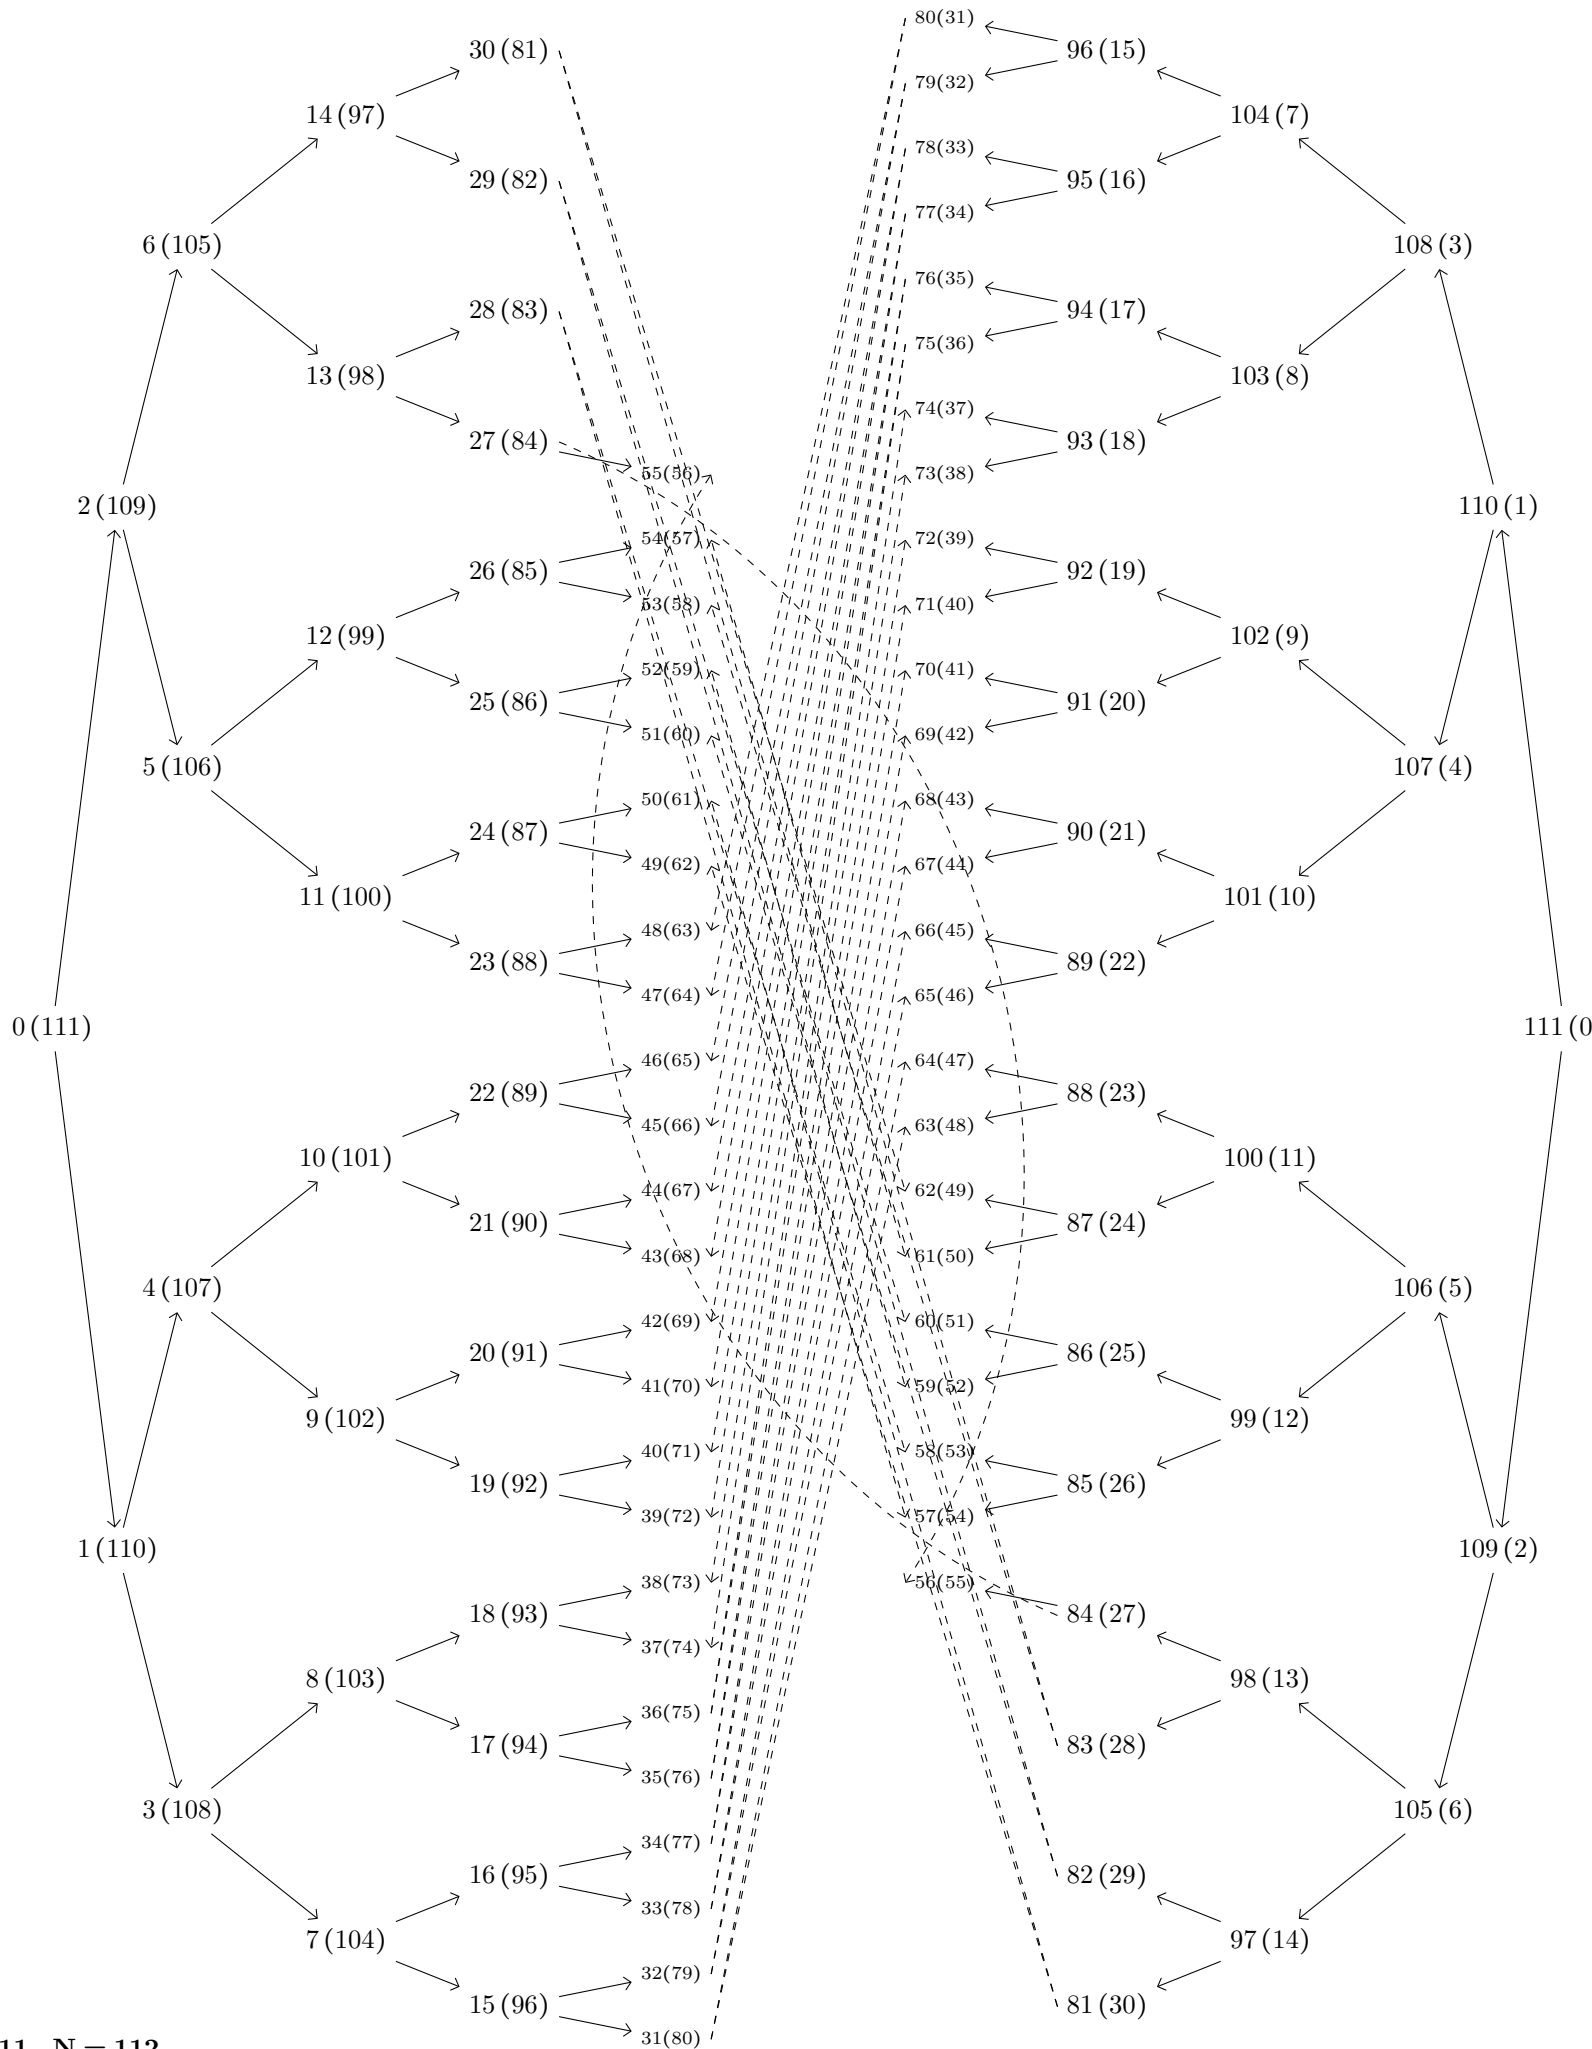 80(31)
30 (81) 96 (15)
79(32)
14 (97) 104 (7)
78(33)
29 (82) 95 (16)
77(34)
6 (105) 108 (3)
76(35)
28 (83) 94 (17)
75(36)
13 (98) 103 (8)
74(37)
27 (84) 93 (18)
55(56) 73(38)
2 (109) 110 (1)
54(57) 72(39)
26 (85) 92 (19)
53(58) 71(40)
12 (99) 102 (9)
52(59) 70(41)
25 (86) 91 (20)
51(60) 69(42)
5 (106) 107 (4)
50(61) 68(43)
24 (87) 90 (21)
49(62) 67(44)
11 (100) 101 (10)
48(63) 66(45)
23 (88) 89 (22)
47(64) 65(46)
0 (111) 111 (0
46(65) 64(47)
22 (89) 88 (23)
45(66) 63(48)
10 (101) 100 (11)
44(67) 62(49)
21 (90) 87 (24)
43(68) 61(50)
4 (107) 106 (5)
42(69) 60(51)
20 (91) 86 (25)
41(70) 59(52)
9 (102) 99 (12)
40(71) 58(53)
19 (92) 85 (26)
39(72) 57(54)
1 (110) 109 (2)
38(73) 56(55)
18 (93) 84 (27)
37(74)
8 (103) 98 (13)
36(75)
17 (94) 83 (28)
35(76)
3 (108) 105 (6)
34(77)
16 (95) 82 (29)
33(78)
7 (104) 97 (14)
32(79)
15 (96) 81 (30)
31(80)
11 N = 112